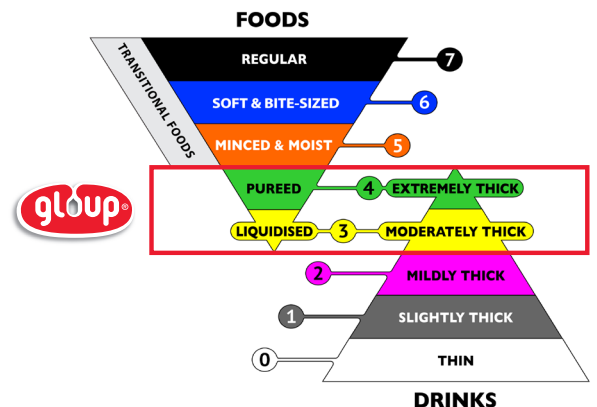 FOODS
TRANSITIONAL FOODS
REGULAR 7
SOFT & BITE-SIZED 6
MINCED & MOIST 5
PUREED 4 EXTREMELY THICK
gloup®
LIQUIDISED 3 MODERATELY THICK
2 MILDLY THICK
1 SLIGHTLY THICK
0 THIN
DRINKS